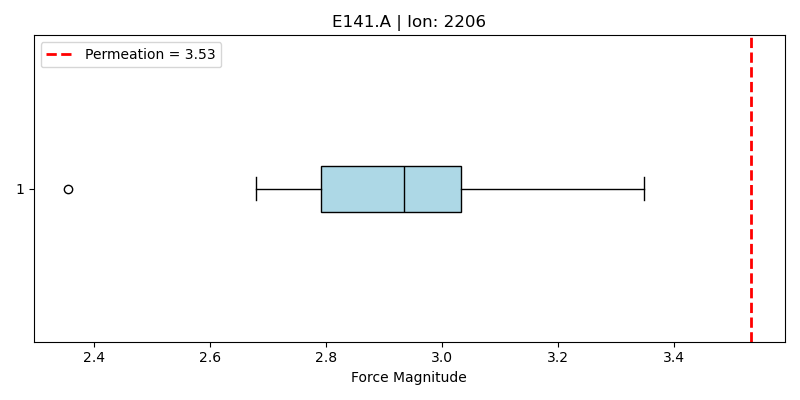 E141.A | Ion: 2206
Permeation = 3.53
1
2.4 2.6 2.8 3.0 3.2 3.4
Force Magnitude